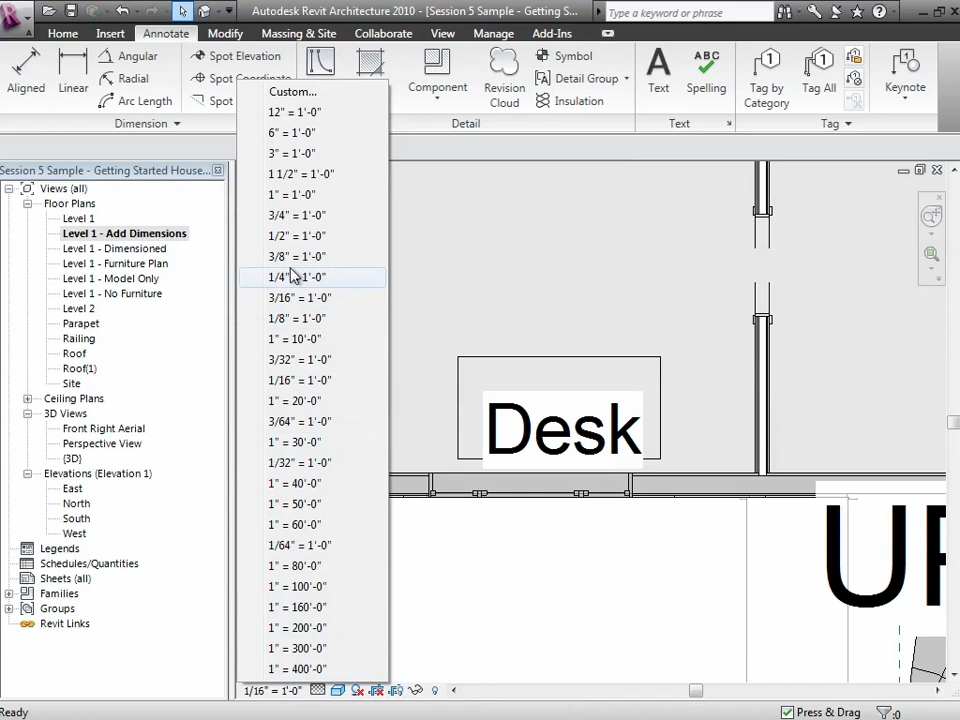 Autodesk Revit Architecture 2010 - [Session 5 Sample - Getting S...
Type a keyword or phrase
Home Insert Annotate Modify Massing & Site Collaborate View Manage Add-Ins
Aligned
Linear
Angular
Radial
Arc Length
Dimension
Spot Elevation
Spot Coordinate
Spot
Component
Revision
Cloud
Symbol
Detail Group
Insulation
Detail
Text
ABC
Spelling
Text
Tag by
Category
Tag All
Tag
Keynote
Session 5 Sample - Getting Started House...
Views (all)
Floor Plans
Level 1
Level 1 - Add Dimensions
Level 1 - Dimensioned
Level 1 - Furniture Plan
Level 1 - Model Only
Level 1 - No Furniture
Level 2
Parapet
Railing
Roof
Roof(1)
Site
Ceiling Plans
3D Views
Front Right Aerial
Perspective View
{3D}
Elevations (Elevation 1)
East
North
South
West
Legends
Schedules/Quantities
Sheets (all)
Families
Groups
Revit Links
Custom...
12" = 1'-0"
6" = 1'-0"
3" = 1'-0"
1 1/2" = 1'-0"
1" = 1'-0"
3/4" = 1'-0"
1/2" = 1'-0"
3/8" = 1'-0"
1/4" = 1'-0"
3/16" = 1'-0"
1/8" = 1'-0"
1" = 10'-0"
3/32" = 1'-0"
1/16" = 1'-0"
1" = 20'-0"
3/64" = 1'-0"
1" = 30'-0"
1/32" = 1'-0"
1" = 40'-0"
1" = 50'-0"
1" = 60'-0"
1/64" = 1'-0"
1" = 80'-0"
1" = 100'-0"
1" = 160'-0"
1" = 200'-0"
1" = 300'-0"
1" = 400'-0"
Desk
UP
1/16" = 1'-0"
Ready
Press & Drag
:0